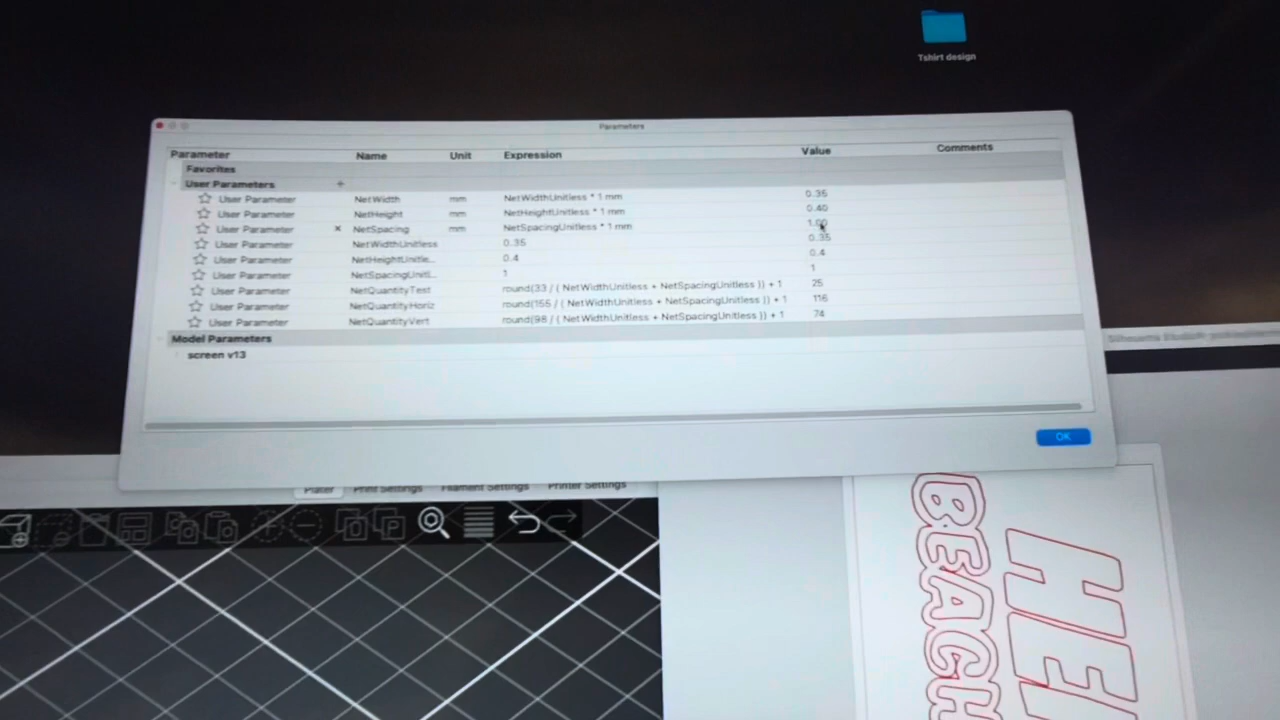 Tshirt design
Parameters
Parameter Name Unit Expression Value Comments
Favorites
User Parameters +
User Parameter NetWidth mm NetWidthUnitless * 1 mm 0.35
User Parameter NetHeight mm NetHeightUnitless * 1 mm 0.40
User Parameter × NetSpacing mm NetSpacingUnitless * 1 mm 1.00
User Parameter NetWidthUnitless 0.35 0.35
User Parameter NetHeightUnitle... 0.4 0.4
User Parameter NetSpacingUnitl... 1 1
User Parameter NetQuantityTest round(33 / ( NetWidthUnitless + NetSpacingUnitless )) + 1 25
User Parameter NetQuantityHoriz round(155 / ( NetWidthUnitless + NetSpacingUnitless )) + 1 116
User Parameter NetQuantityVert round(98 / ( NetWidthUnitless + NetSpacingUnitless )) + 1 74
Model Parameters
screen v13
OK
Plater Print Settings Filament Settings Printer Settings
BEACH
HE